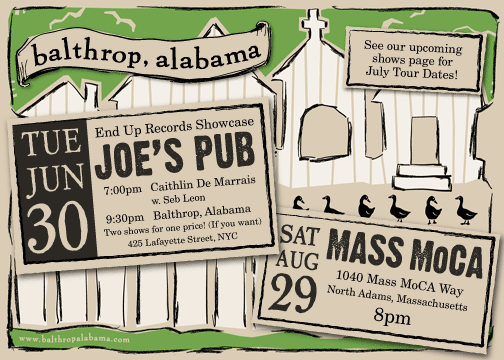 balthrop, alabama
See our upcoming
shows page for
July Tour Dates!
TUE
JUN
30
End Up Records Showcase
JOE'S PUB
7:00pm Caithlin De Marrais
w. Seb Leon
9:30pm Balthrop, Alabama
Two shows for one price! (If you want)
425 Lafayette Street, NYC
SAT
AUG
29
MASS MoCA
1040 Mass MoCA Way
North Adams, Massachusetts
8pm
www.balthropalabama.com